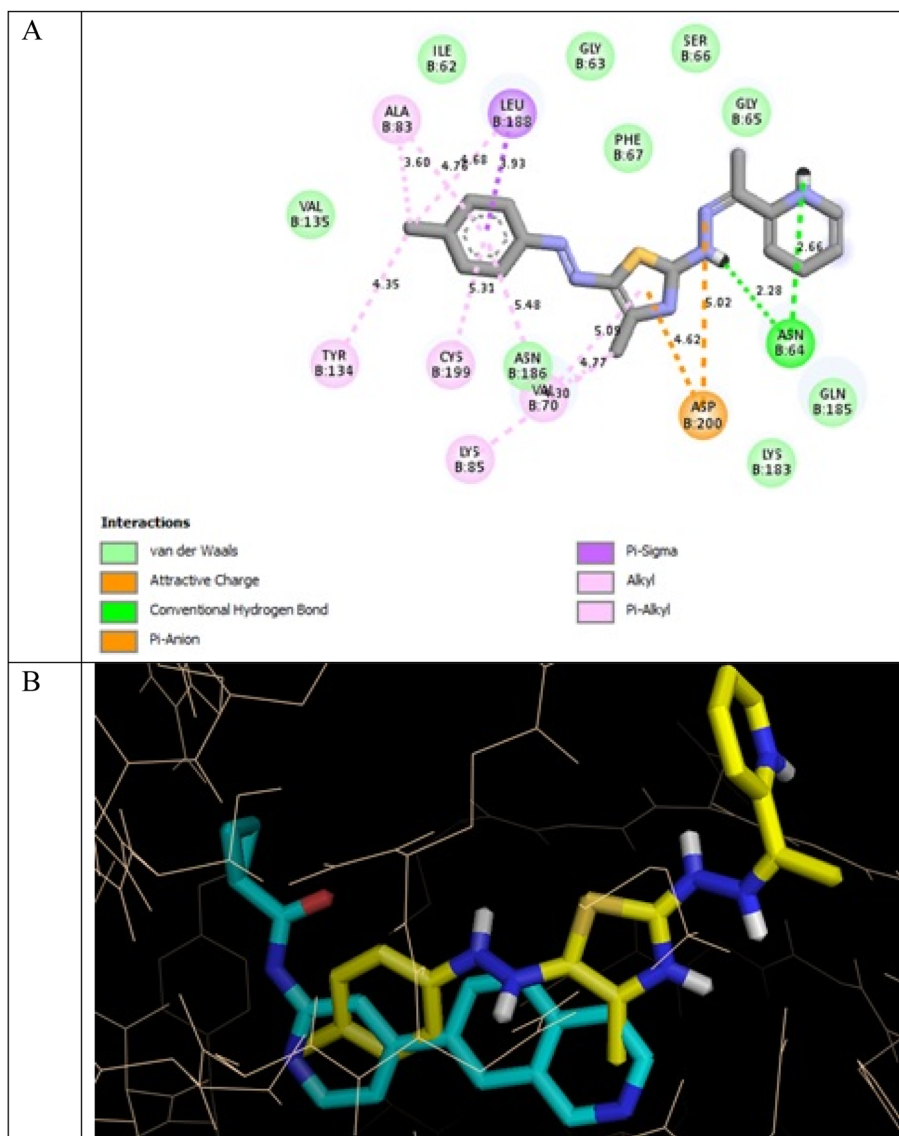 A
ILE
B:62
GLY
B:63
SER
B:66
ALA
B:83
LEU
B:188
GLY
B:65
PHE
B:67
3.60
4.76
4.68
3.93
VAL
B:135
2.66
4.35
5.31
5.48
2.28
5.02
5.09
4.62
4.77
TYR
B:134
CYS
B:199
ASN
B:186
ASN
B:64
VAL
B:70
4.30
ASP
B:200
GLN
B:185
LYS
B:85
LYS
B:183
Interactions
van der Waals
Attractive Charge
Conventional Hydrogen Bond
Pi-Anion
Pi-Sigma
Alkyl
Pi-Alkyl
B